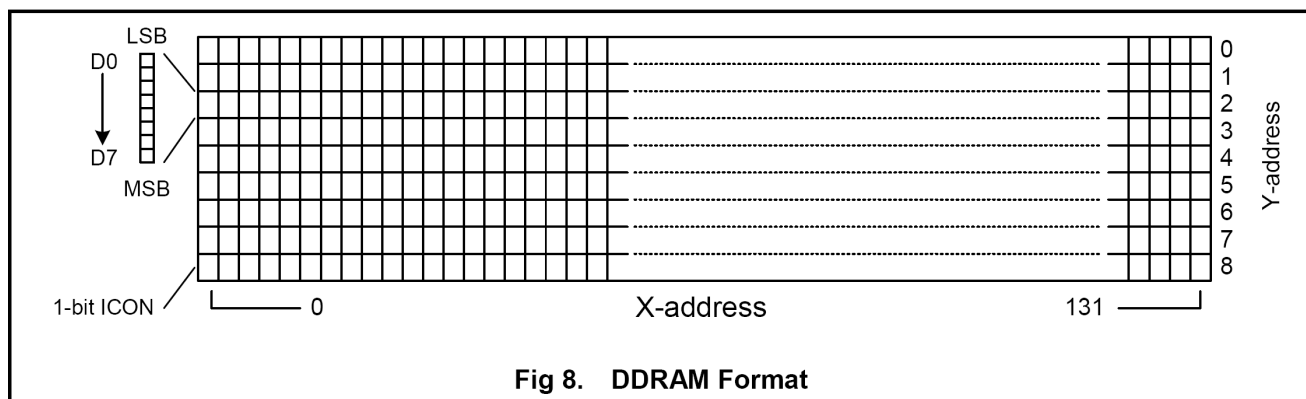 LSB
D0
D7
MSB
0
1
2
3
4
5
6
7
8
Y-address
1-bit ICON
0
X-address
131
Fig 8. DDRAM Format